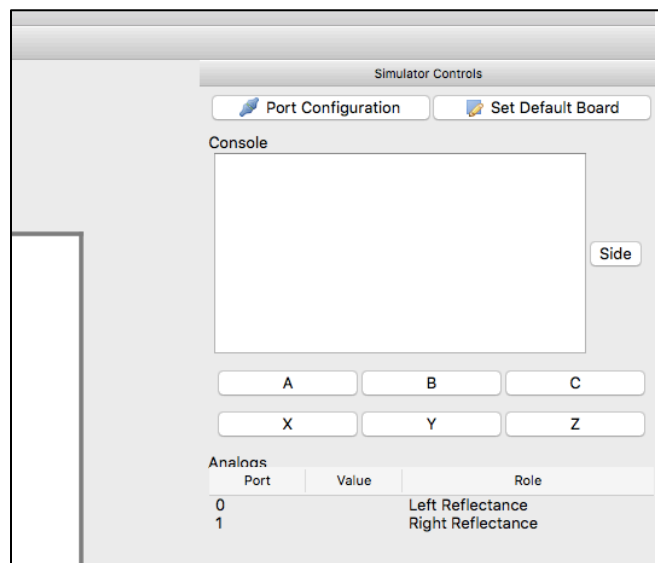 Simulator Controls
Port Configuration Set Default Board
Console
Side
A B C
X Y Z
Analogs
Port Value Role
0 Left Reflectance
1 Right Reflectance